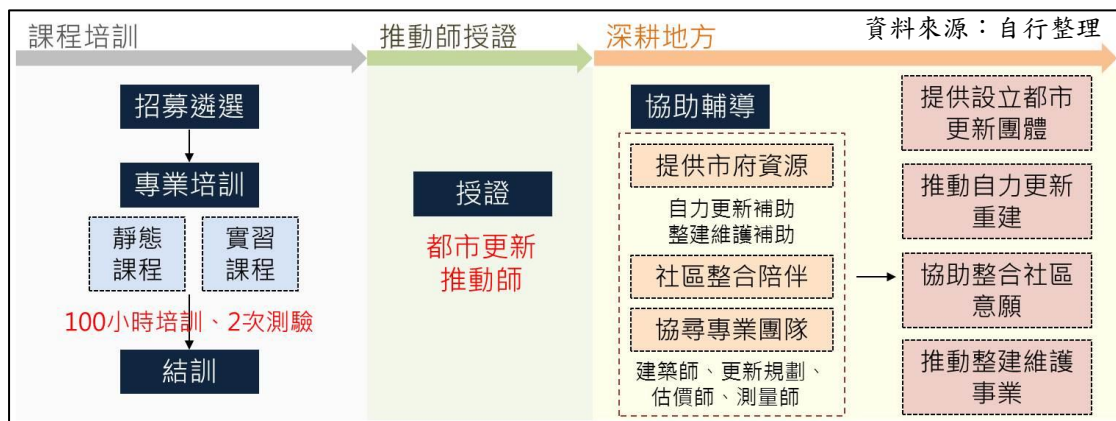 課程培訓
招募遴選
專業培訓
靜態
課程
實習
課程
100小時培訓、2次測驗
結訓
推動師授證
授證
都市更新
推動師
深耕地方
資料來源：自行整理
協助輔導
提供市府資源
自力更新補助
整建維護補助
社區整合陪伴
協尋專業團隊
建築師、更新規劃、
估價師、測量師
提供設立都市
更新團體
推動自力更新
重建
協助整合社區
意願
推動整建維護
事業